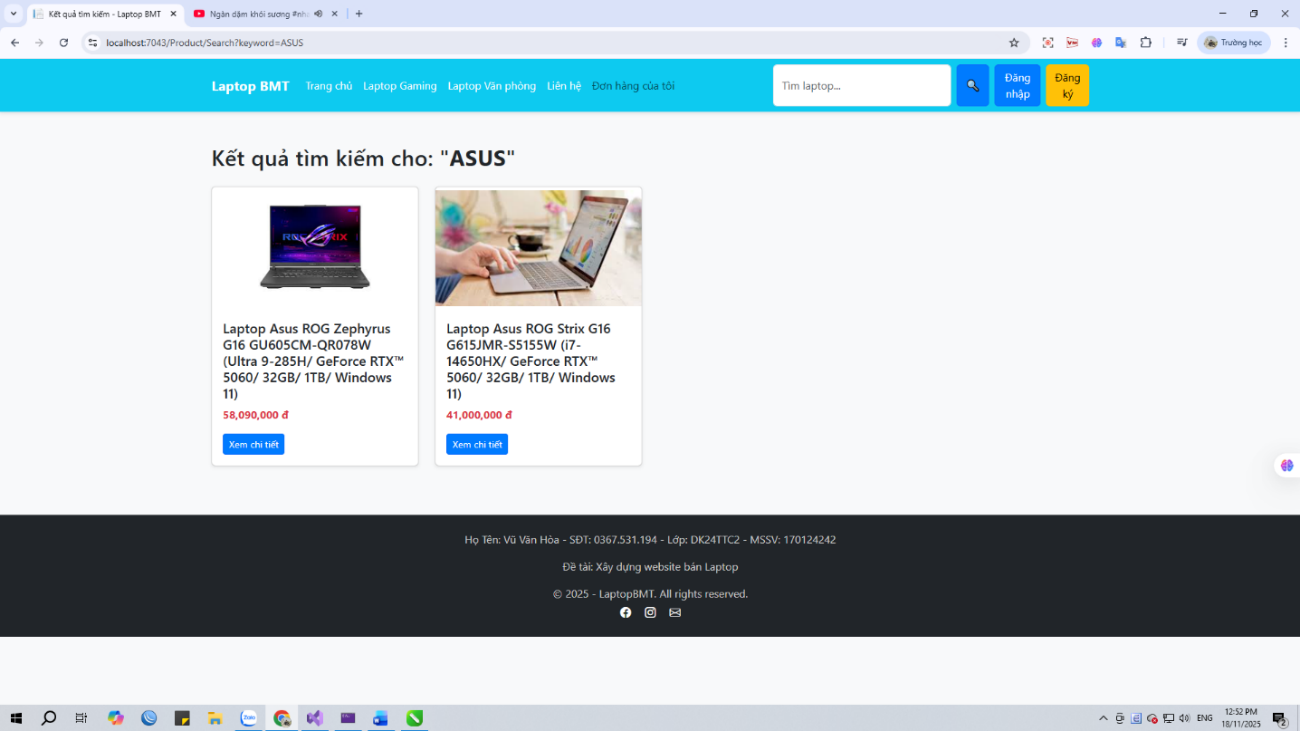 Kết quả tìm kiếm - Laptop BMT
Ngàn dặm khói sương #nhạ
localhost:7043/Product/Search?keyword=ASUS
Trường học
Laptop BMT
Trang chủ
Laptop Gaming
Laptop Văn phòng
Liên hệ
Đơn hàng của tôi
Tìm laptop...
Đăng
nhập
Đăng
ký
Kết quả tìm kiếm cho: "ASUS"
Laptop Asus ROG Zephyrus
G16 GU605CM-QR078W
(Ultra 9-285H/ GeForce RTX™
5060/ 32GB/ 1TB/ Windows
11)
58,090,000 đ
Xem chi tiết
Laptop Asus ROG Strix G16
G615JMR-S5155W (i7-
14650HX/ GeForce RTX™
5060/ 32GB/ 1TB/ Windows
11)
41,000,000 đ
Xem chi tiết
Họ Tên: Vũ Văn Hòa - SĐT: 0367.531.194 - Lớp: DK24TTC2 - MSSV: 170124242
Đề tài: Xây dựng website bán Laptop
© 2025 - LaptopBMT. All rights reserved.
Zalo
ENG
12:52 PM
18/11/2025
2